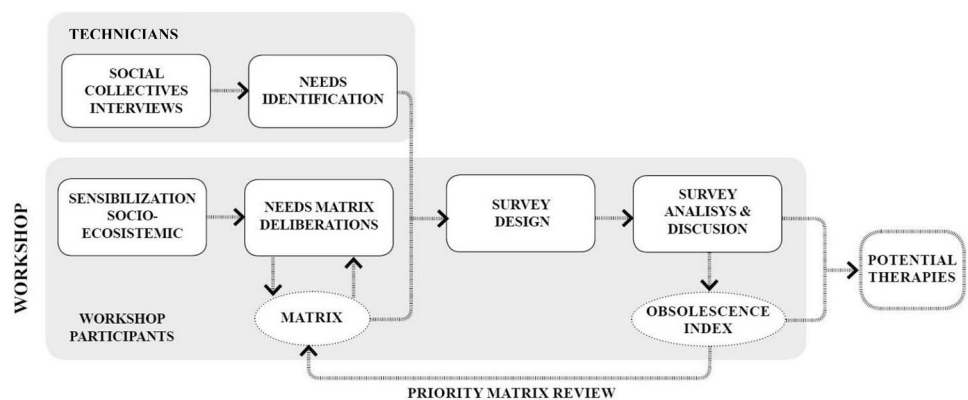 TECHNICIANS
SOCIAL
COLLECTIVES
INTERVIEWS
NEEDS
IDENTIFICATION
WORKSHOP
SENSIBILIZATION
SOCIO-
ECOSISTEMIC
NEEDS MATRIX
DELIBERATIONS
SURVEY
DESIGN
SURVEY
ANALISYS &
DISCUSION
POTENTIAL
THERAPIES
MATRIX
OBSOLESCENCE
INDEX
WORKSHOP
PARTICIPANTS
PRIORITY MATRIX REVIEW